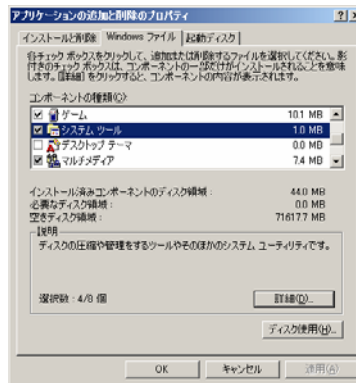 アプリケーションの追加と削除のプロパティ
インストールと削除 Windows ファイル 起動ディスク
各チェック ボックスをクリックして、追加または削除するファイルを選択してください。影
付きのチェック ボックスは、コンポーネントの一部だけがインストールされることを意味
します。[詳細] をクリックすると、コンポーネントの内容が表示されます。
コンポーネントの種類(C)
ゲーム 10.1 MB
システム ツール 1.0 MB
デスクトップ テーマ 0.0 MB
マルチメディア 7.4 MB
インストール済みコンポーネントのディスク領域: 44.0 MB
必要なディスク領域: 0.0 MB
空きディスク領域: 71617.7 MB
説明
ディスクの圧縮や管理をするツールやそのほかのシステム ユーティリティです。
選択数: 4/8 個
詳細(D)...
ディスク使用(H)...
OK キャンセル 適用(A)